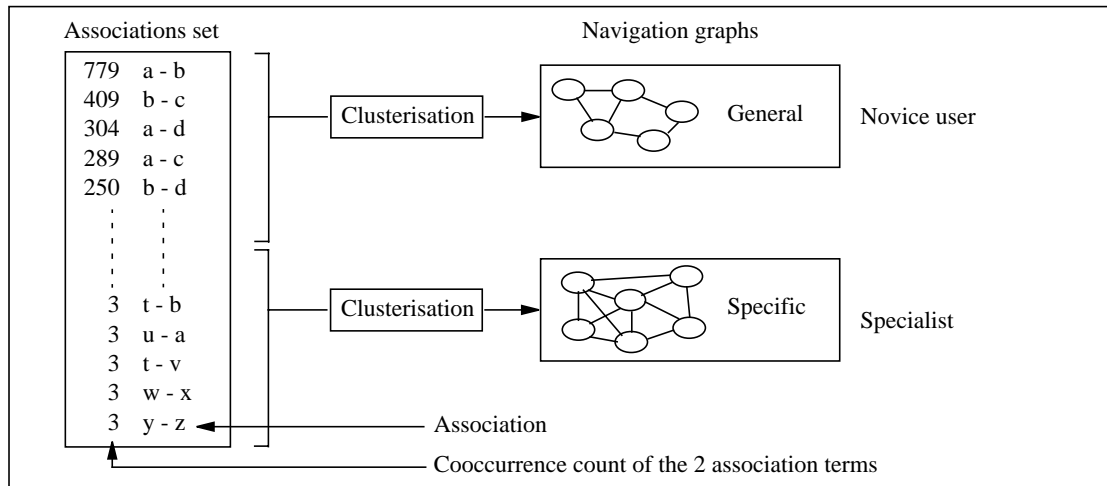 Associations set
Navigation graphs
779 a - b
409 b - c
304 a - d
289 a - c
250 b - d
Clusterisation
General
Novice user
3 t - b
3 u - a
3 t - v
3 w - x
3 y - z
Clusterisation
Specific
Specialist
Association
Cooccurrence count of the 2 association terms